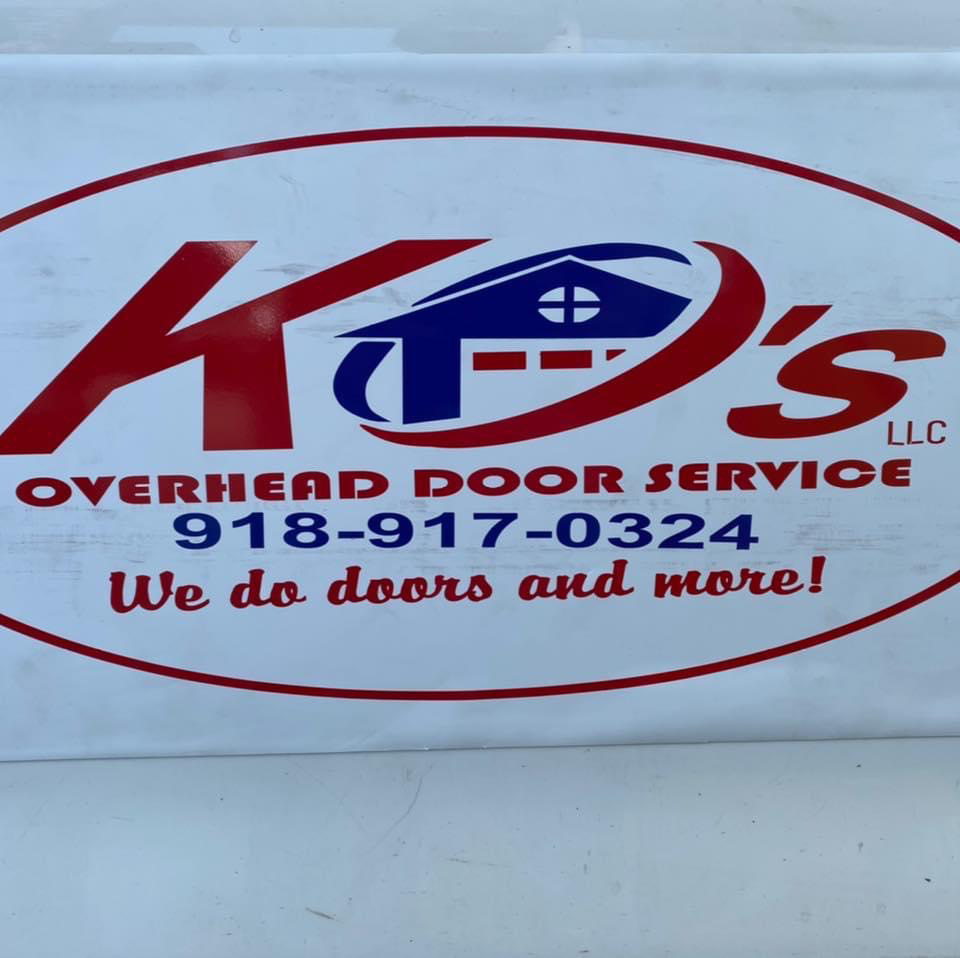 KD's
LLC
OVERHEAD DOOR SERVICE
918-917-0324
We do doors and more!